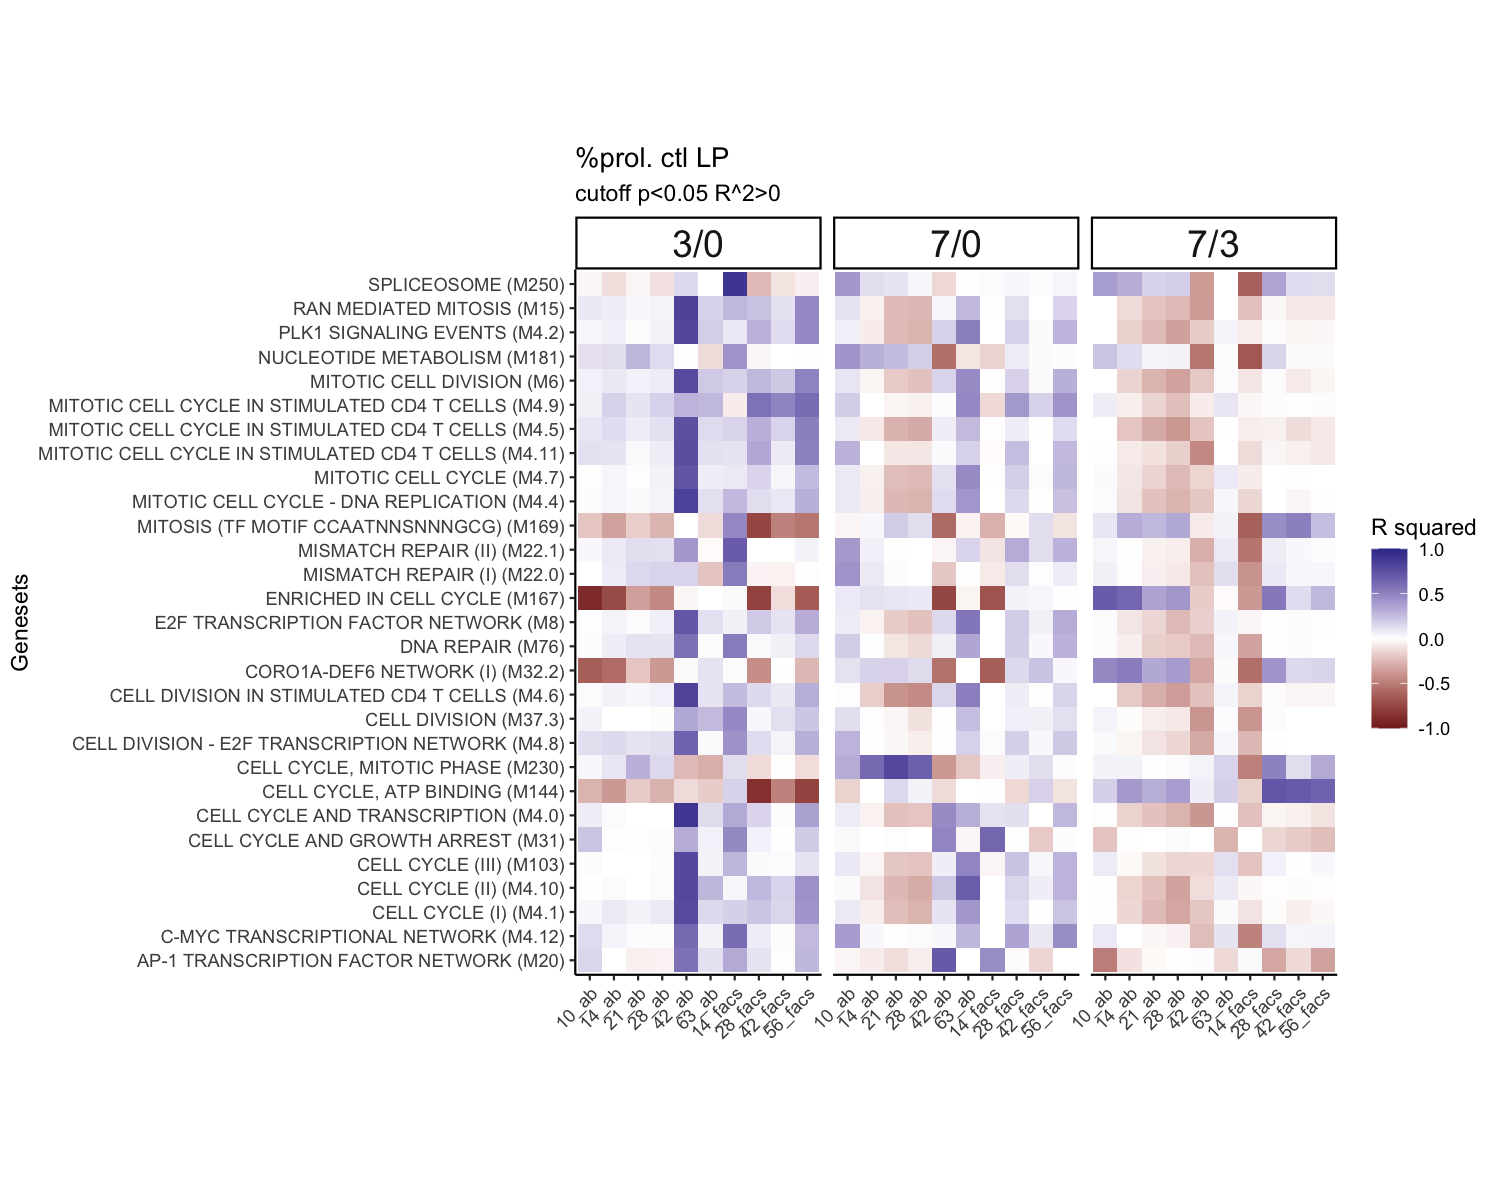 %prol. ctl LP
cutoff p<0.05 R^2>0
3/0
7/0
7/3
Genesets
SPLICEOSOME (M250)
RAN MEDIATED MITOSIS (M15)
PLK1 SIGNALING EVENTS (M4.2)
NUCLEOTIDE METABOLISM (M181)
MITOTIC CELL DIVISION (M6)
MITOTIC CELL CYCLE IN STIMULATED CD4 T CELLS (M4.9)
MITOTIC CELL CYCLE IN STIMULATED CD4 T CELLS (M4.5)
MITOTIC CELL CYCLE IN STIMULATED CD4 T CELLS (M4.11)
MITOTIC CELL CYCLE (M4.7)
MITOTIC CELL CYCLE - DNA REPLICATION (M4.4)
MITOSIS (TF MOTIF CCAATNNSNNNGCG) (M169)
MISMATCH REPAIR (II) (M22.1)
MISMATCH REPAIR (I) (M22.0)
ENRICHED IN CELL CYCLE (M167)
E2F TRANSCRIPTION FACTOR NETWORK (M8)
DNA REPAIR (M76)
CORO1A-DEF6 NETWORK (I) (M32.2)
CELL DIVISION IN STIMULATED CD4 T CELLS (M4.6)
CELL DIVISION (M37.3)
CELL DIVISION - E2F TRANSCRIPTION NETWORK (M4.8)
CELL CYCLE, MITOTIC PHASE (M230)
CELL CYCLE, ATP BINDING (M144)
CELL CYCLE AND TRANSCRIPTION (M4.0)
CELL CYCLE AND GROWTH ARREST (M31)
CELL CYCLE (III) (M103)
CELL CYCLE (II) (M4.10)
CELL CYCLE (I) (M4.1)
C-MYC TRANSCRIPTIONAL NETWORK (M4.12)
AP-1 TRANSCRIPTION FACTOR NETWORK (M20)
10_ab
14_ab
21_ab
28_ab
42_ab
63_ab
14_facs
28_facs
42_facs
56_facs
10_ab
14_ab
21_ab
28_ab
42_ab
63_ab
14_facs
28_facs
42_facs
56_facs
10_ab
14_ab
21_ab
28_ab
42_ab
63_ab
14_facs
28_facs
42_facs
56_facs
R squared
1.0
0.5
0.0
-0.5
-1.0